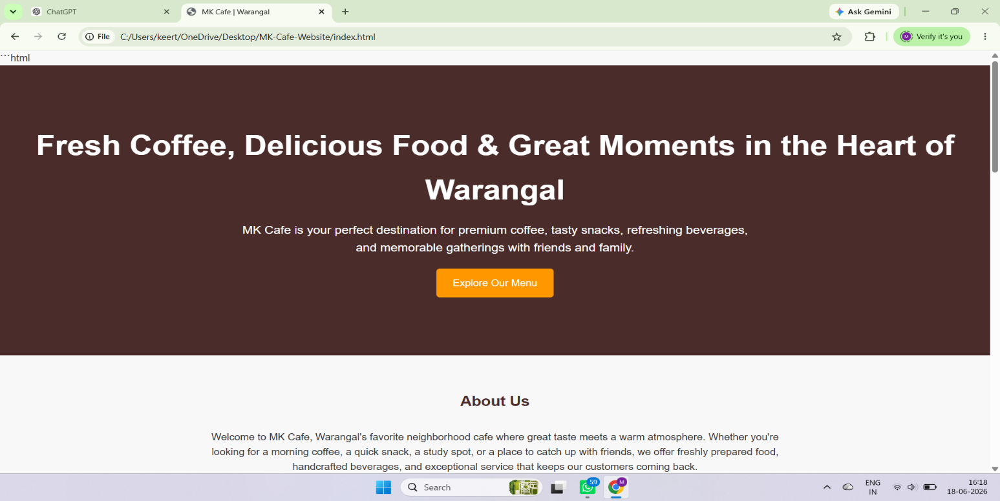 ChatGPT
MK Cafe | Warangal
Ask Gemini
File
C:/Users/keert/OneDrive/Desktop/MK-Cafe-Website/index.html
M
Verify it's you
```html
Fresh Coffee, Delicious Food & Great Moments in the Heart of
Warangal
MK Cafe is your perfect destination for premium coffee, tasty snacks, refreshing beverages,
and memorable gatherings with friends and family.
Explore Our Menu
About Us
Welcome to MK Cafe, Warangal's favorite neighborhood cafe where great taste meets a warm atmosphere. Whether you're
looking for a morning coffee, a quick snack, a study spot, or a place to catch up with friends, we offer freshly prepared food,
handcrafted beverages, and exceptional service that keeps our customers coming back.
Search
59
M
ENG
IN
16:18
18-06-2026